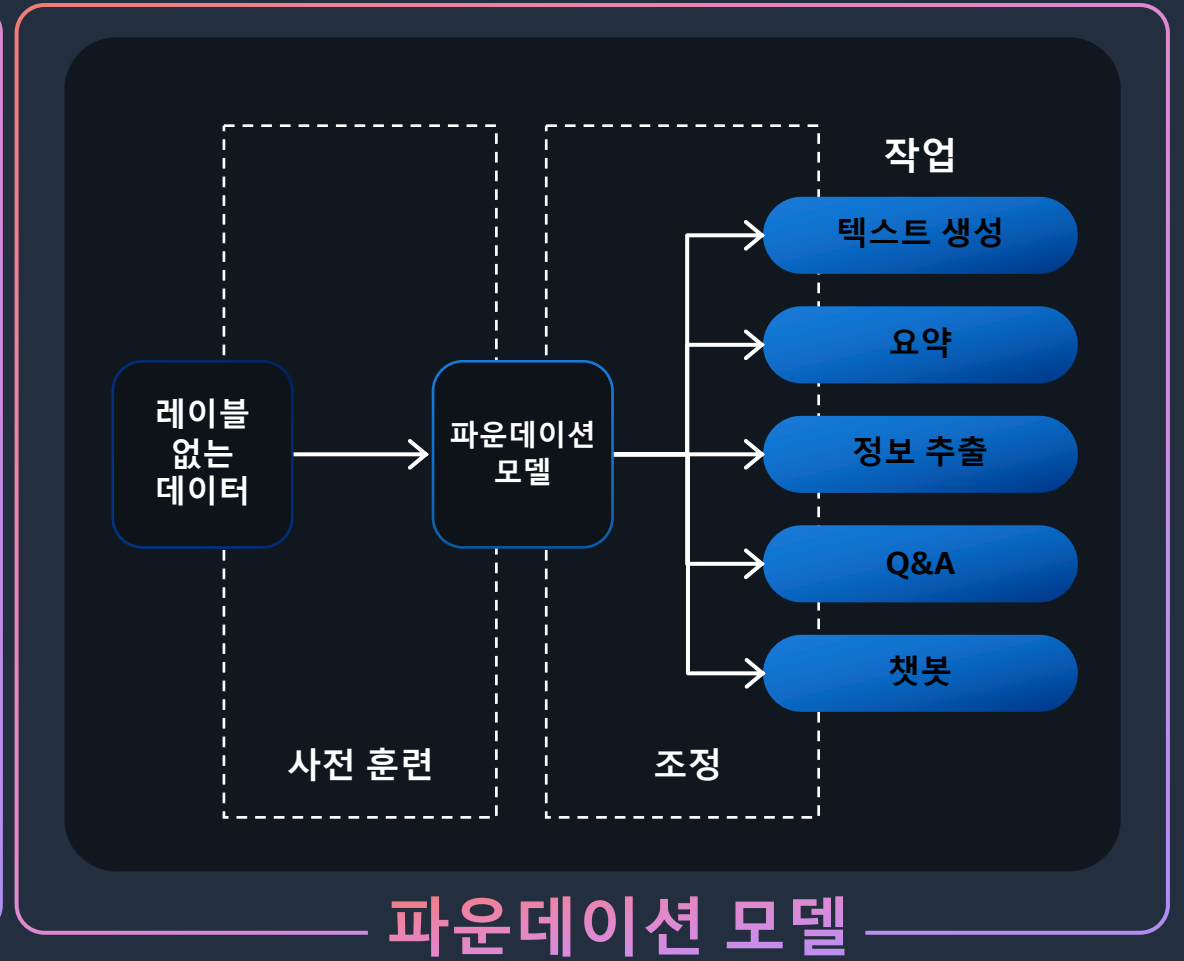 작업
텍스트 생성
요약
레이블
없는
데이터
파운데이션
모델
정보 추출
Q&A
챗봇
사전 훈련
조정
파운데이션 모델